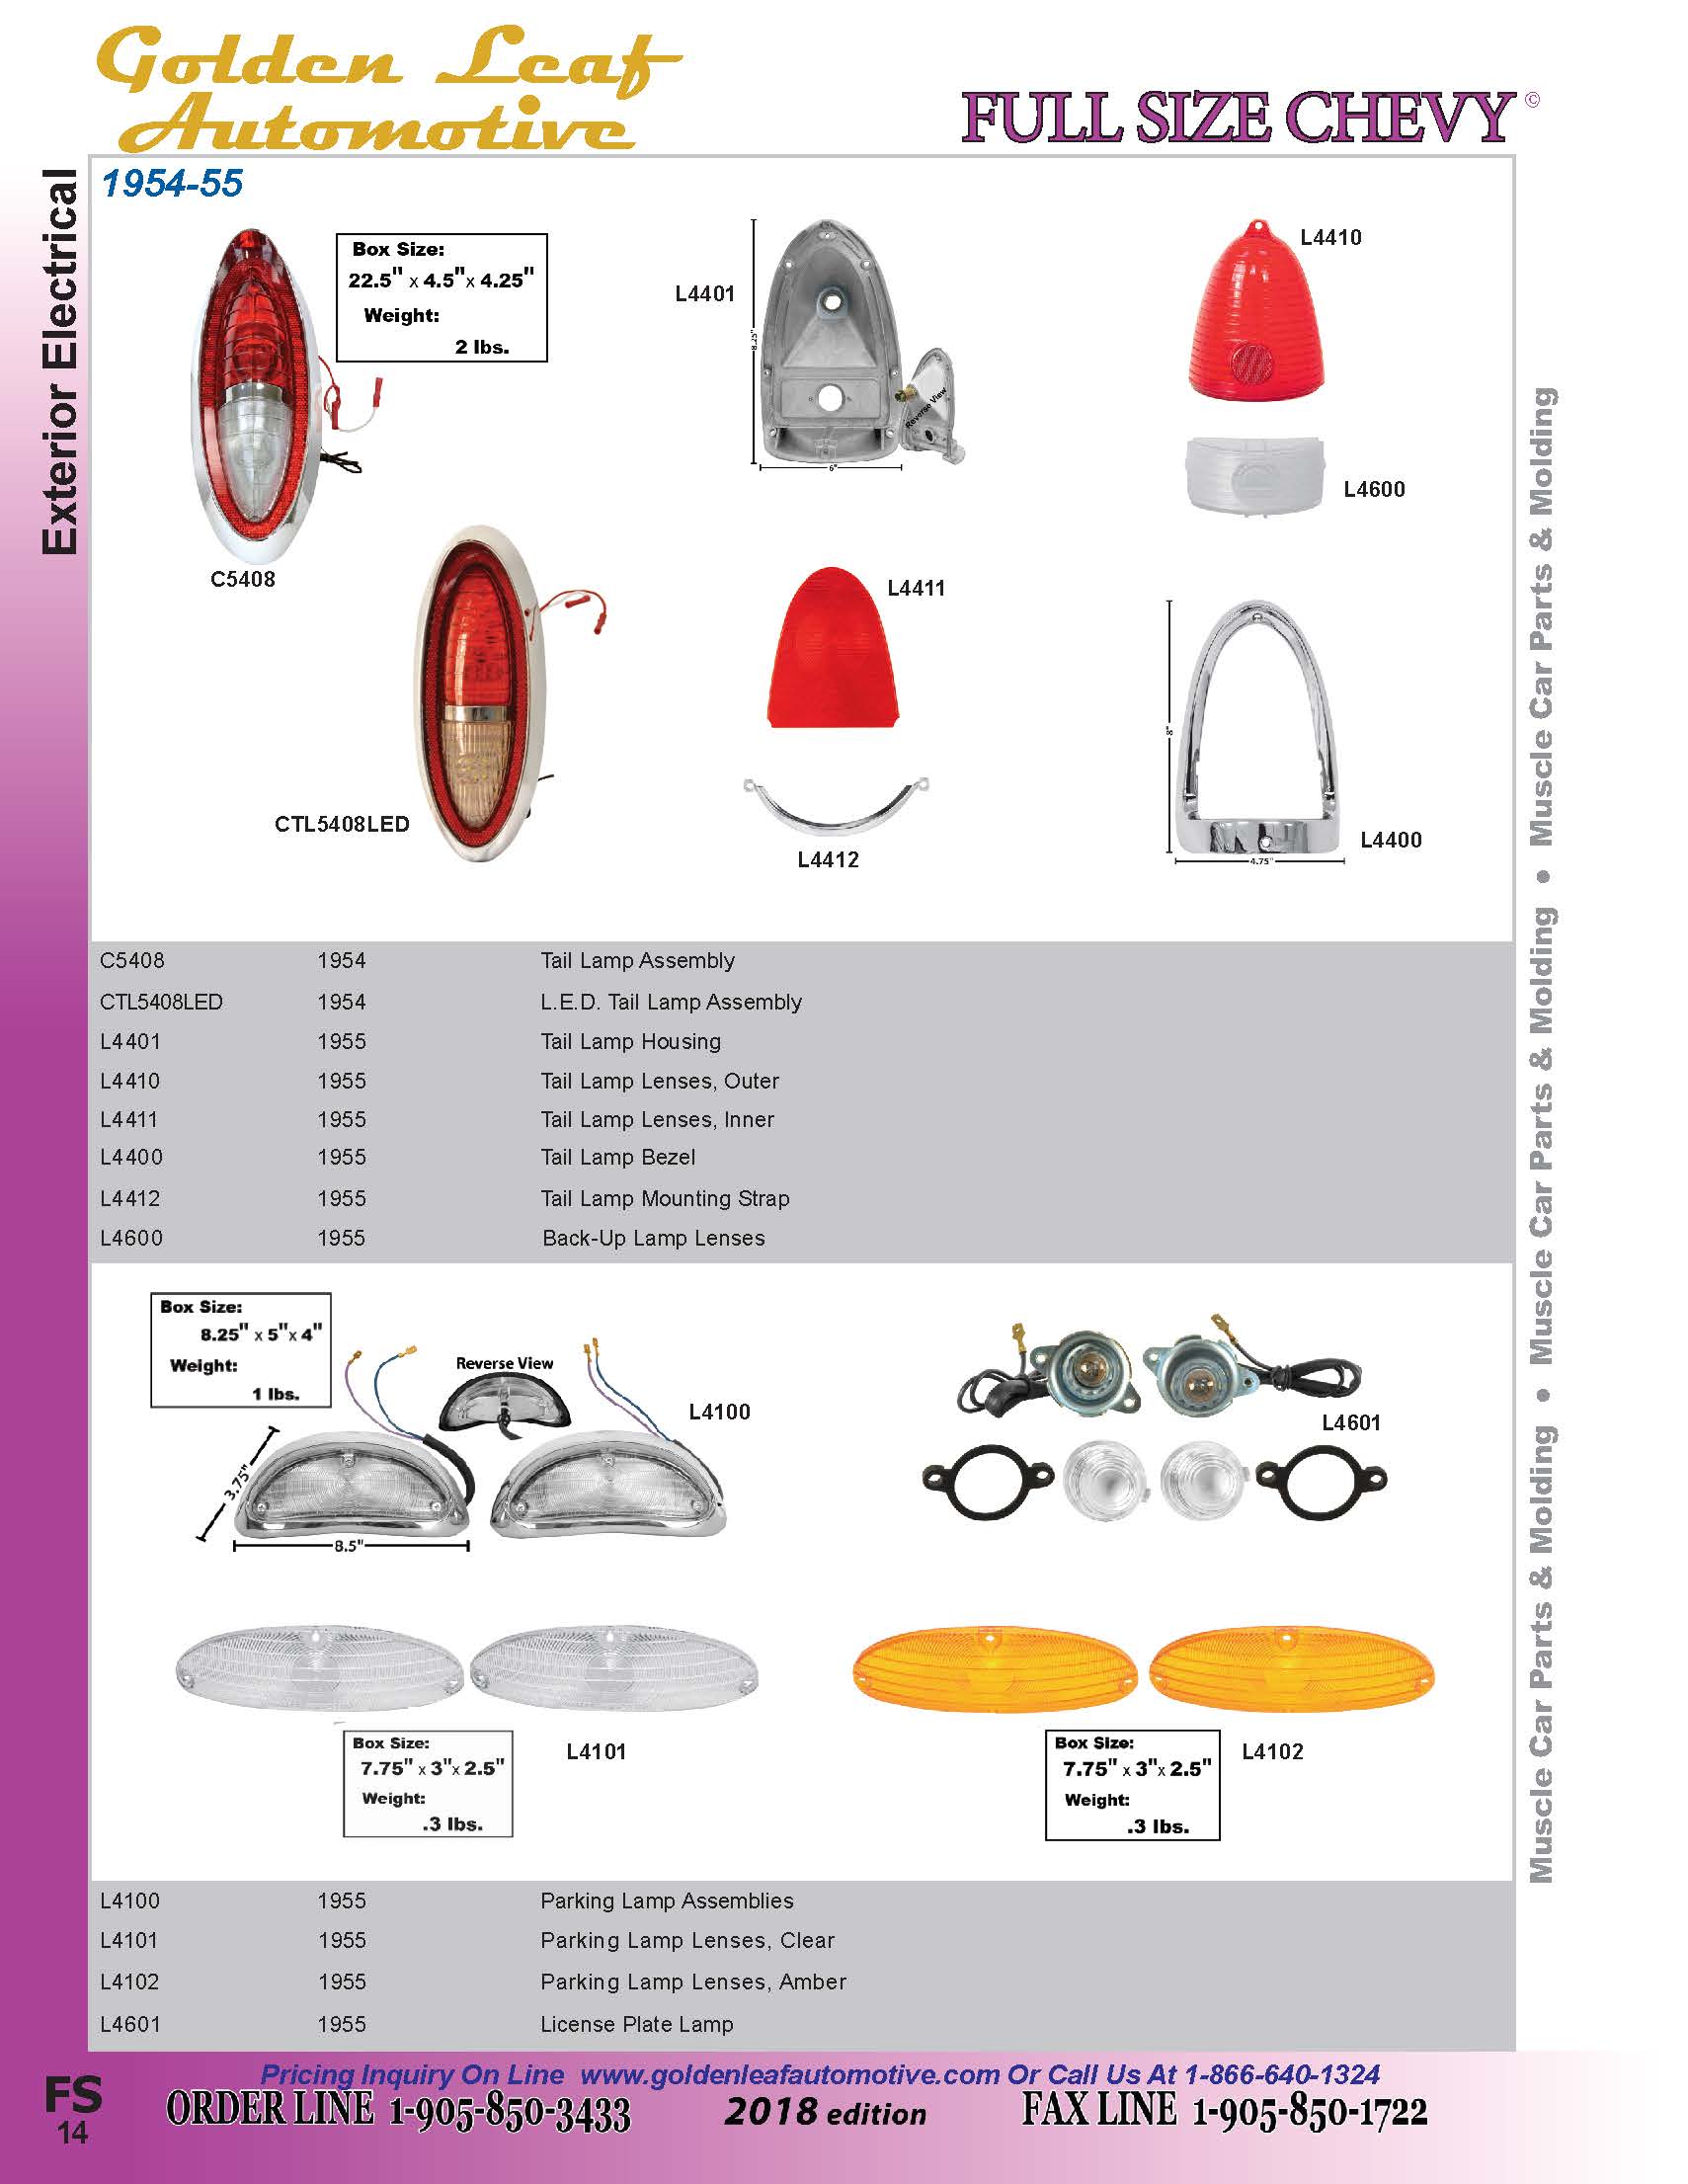 Golden Leaf
Automotive
FULL SIZE CHEVY©
Exterior Electrical
1954-55
Box Size:
22.5" x 4.5"x 4.25"
Weight:
2 lbs.
C5408
CTL5408LED
L4401
8.25"
6"
Reverse View
L4410
L4600
L4411
L4412
8"
4.75"
L4400
C5408 1954 Tail Lamp Assembly
CTL5408LED 1954 L.E.D. Tail Lamp Assembly
L4401 1955 Tail Lamp Housing
L4410 1955 Tail Lamp Lenses, Outer
L4411 1955 Tail Lamp Lenses, Inner
L4400 1955 Tail Lamp Bezel
L4412 1955 Tail Lamp Mounting Strap
L4600 1955 Back-Up Lamp Lenses
Box Size:
8.25" x 5"x 4"
Weight:
1 lbs.
Reverse View
L4100
3.75"
8.5"
L4601
Box Size:
7.75" x 3"x 2.5"
Weight:
.3 lbs.
L4101
Box Size:
7.75" x 3"x 2.5"
Weight:
.3 lbs.
L4102
L4100 1955 Parking Lamp Assemblies
L4101 1955 Parking Lamp Lenses, Clear
L4102 1955 Parking Lamp Lenses, Amber
L4601 1955 License Plate Lamp
Muscle Car Parts & Molding • Muscle Car Parts & Molding • Muscle Car Parts & Molding
Pricing Inquiry On Line www.goldenleafautomotive.com Or Call Us At 1-866-640-1324
FS
14
ORDER LINE 1-905-850-3433 2018 edition FAX LINE 1-905-850-1722